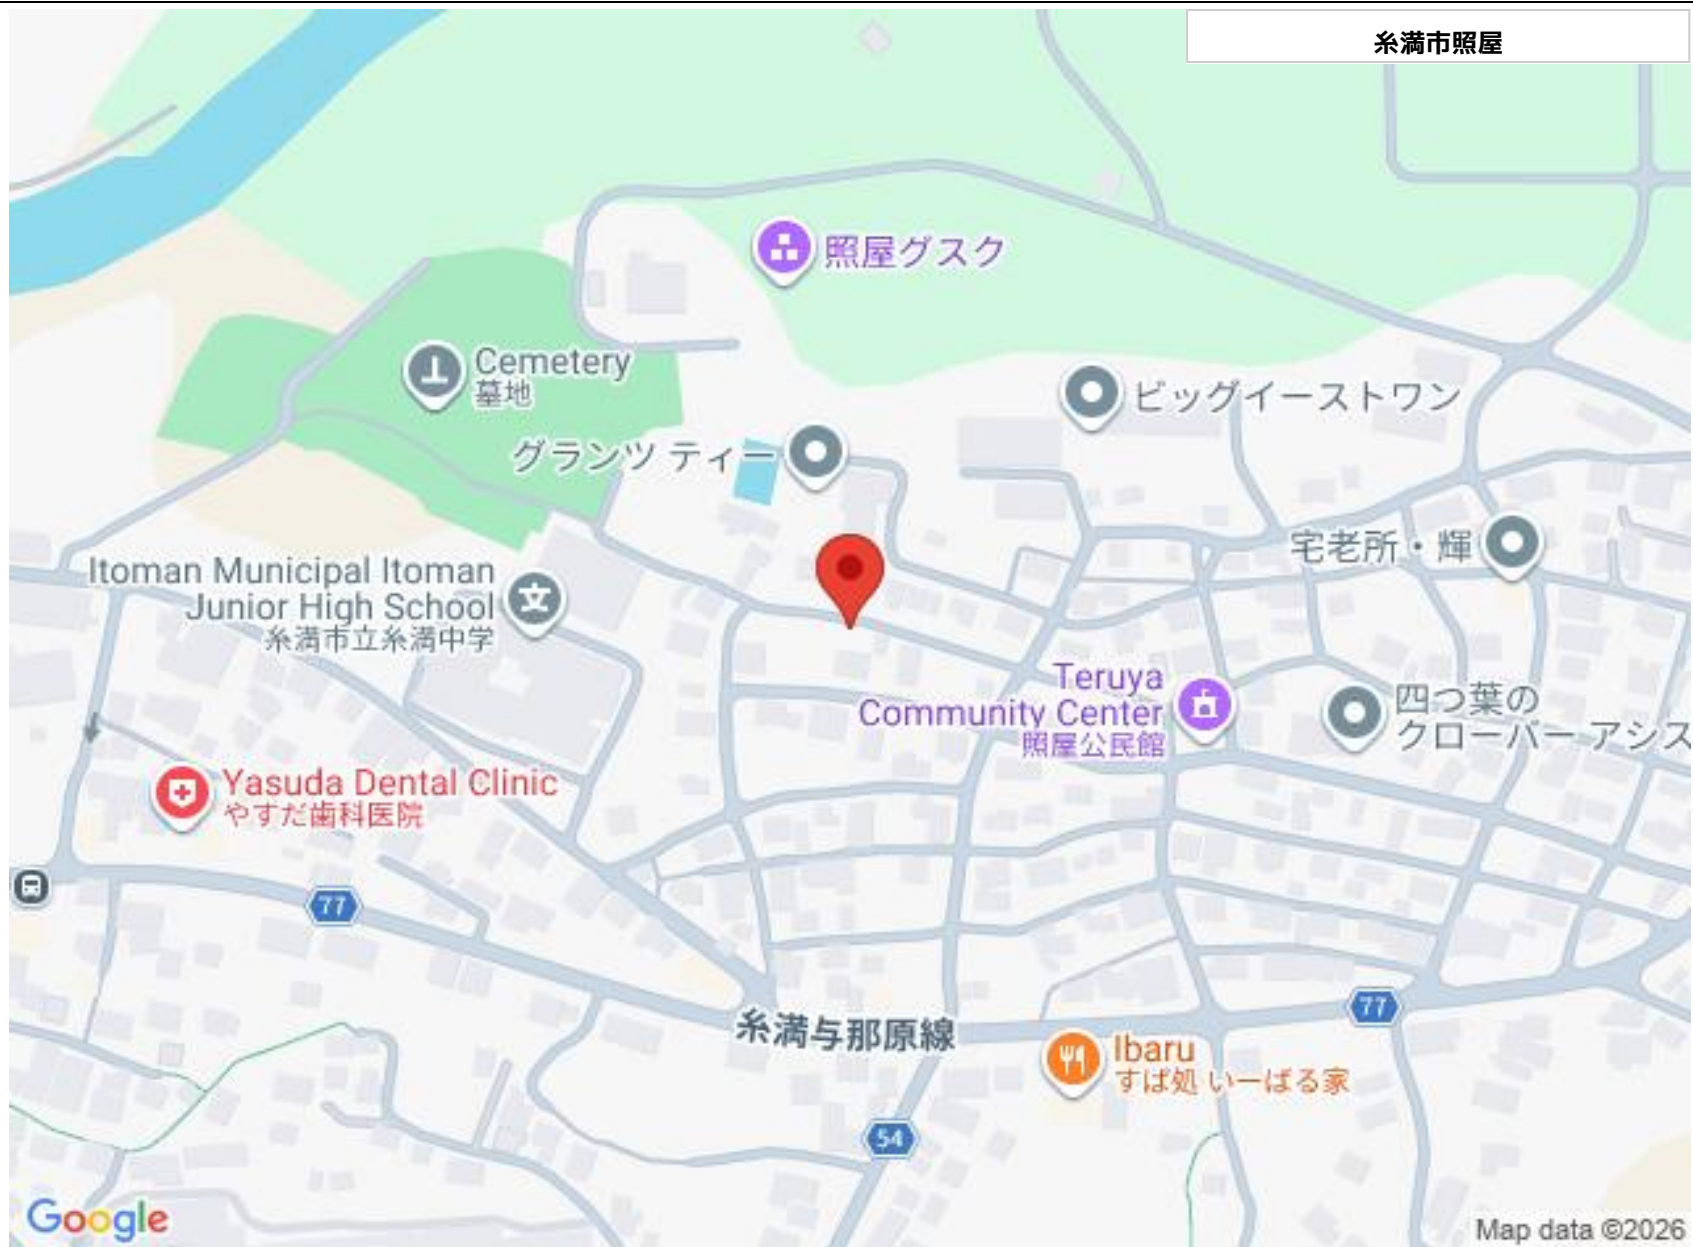 糸満市照屋
照屋グスク
Cemetery
墓地
ビッグイーストワン
グランツ ティー
宅老所・輝
Itoman Municipal Itoman
Junior High School
糸満市立糸満中学
Teruya
Community Center
照屋公民館
四つ葉の
クローバー アシス
Yasuda Dental Clinic
やすだ歯科医院
77
77
糸満与那原線
Ibaru
すば処 いーばる家
54
Google
Map data ©2026